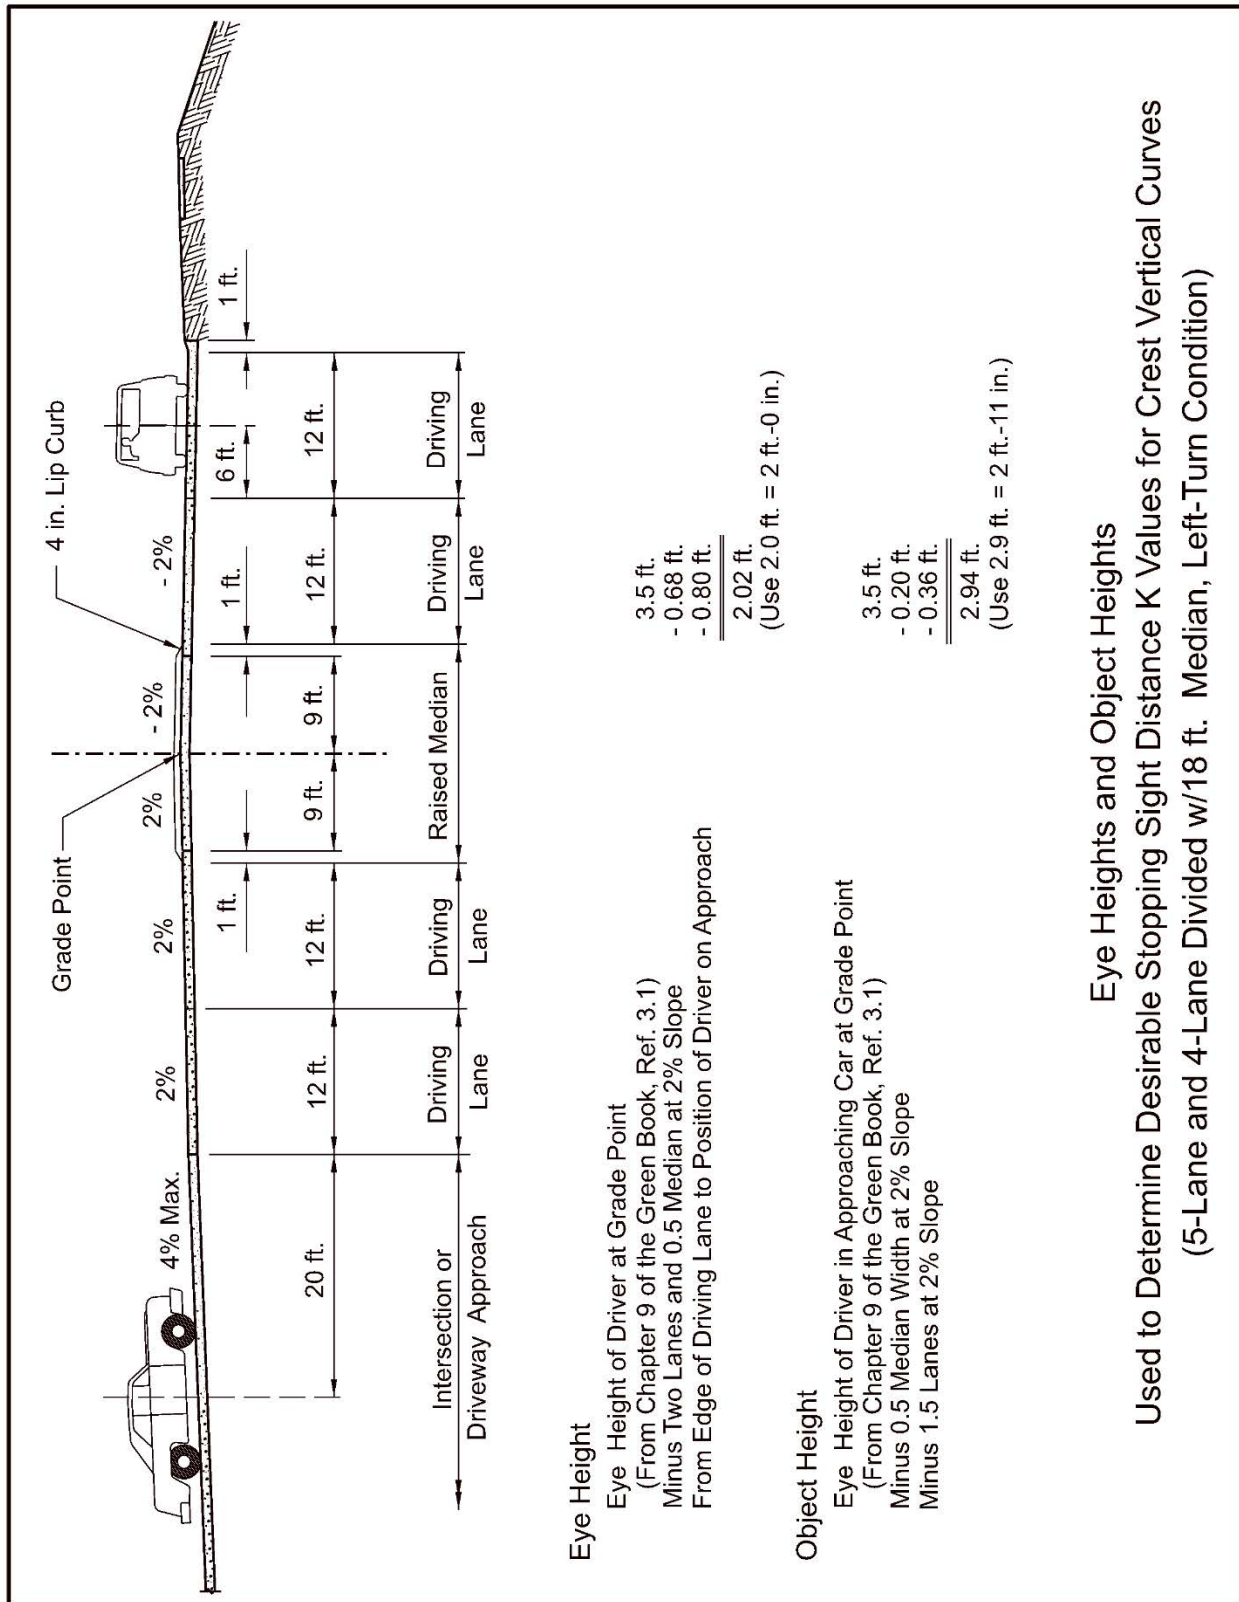 Grade Point
4 in. Lip Curb
4% Max.
2%
2%
2%
- 2%
- 2%
1 ft.
1 ft.
6 ft.
1 ft.
20 ft.
12 ft.
12 ft.
9 ft.
9 ft.
12 ft.
12 ft.
Intersection or
Driveway Approach
Driving
Lane
Driving
Lane
Raised Median
Driving
Lane
Driving
Lane
Eye Height
Eye Height of Driver at Grade Point
(From Chapter 9 of the Green Book, Ref. 3.1) 3.5 ft.
Minus Two Lanes and 0.5 Median at 2% Slope - 0.68 ft.
From Edge of Driving Lane to Position of Driver on Approach - 0.80 ft.
2.02 ft.
(Use 2.0 ft. = 2 ft.-0 in.)
Object Height
Eye Height of Driver in Approaching Car at Grade Point
(From Chapter 9 of the Green Book, Ref. 3.1) 3.5 ft.
Minus 0.5 Median Width at 2% Slope - 0.20 ft.
Minus 1.5 Lanes at 2% Slope - 0.36 ft.
2.94 ft.
(Use 2.9 ft. = 2 ft.-11 in.)
Eye Heights and Object Heights
Used to Determine Desirable Stopping Sight Distance K Values for Crest Vertical Curves
(5-Lane and 4-Lane Divided w/18 ft. Median, Left-Turn Condition)